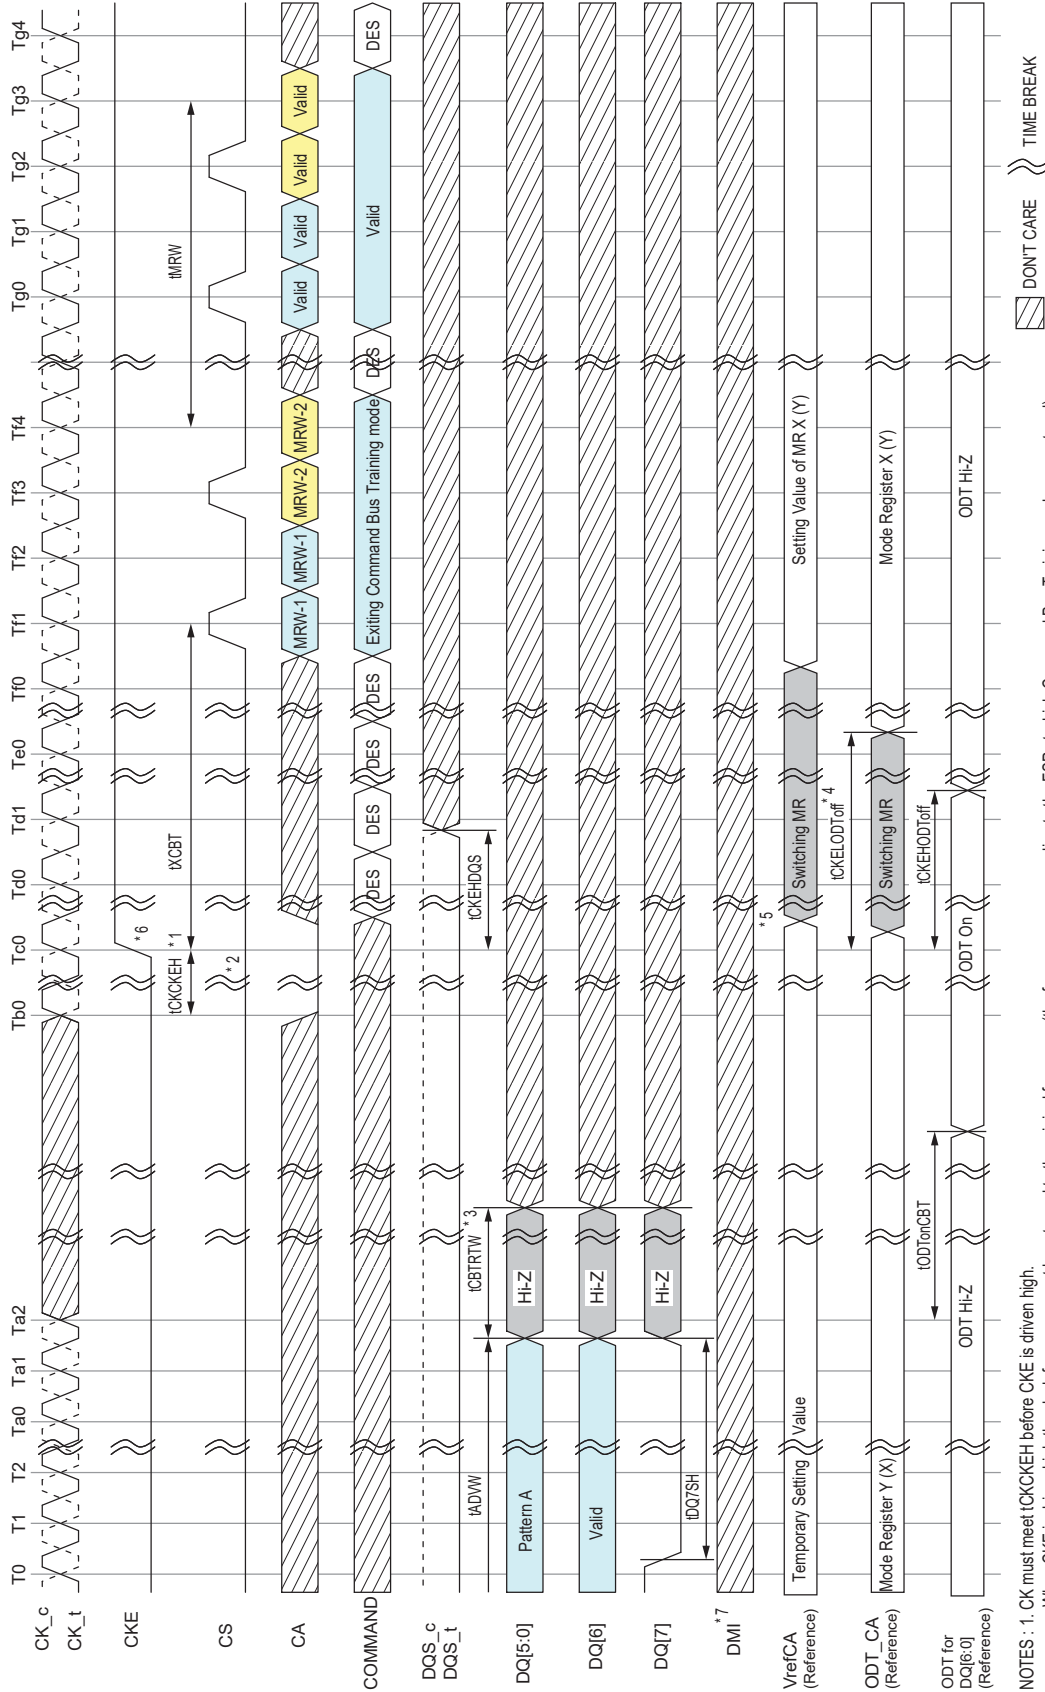 T0 T1 T2 Ta0 Ta1 Ta2 Tb0 Tc0 Td0 Td1 Te0 Tf0 Tf1 Tf2 Tf3 Tf4 Tg0 Tg1 Tg2 Tg3 Tg4
CK_c
CK_t
CKE
*6
tCKCKEH *1 tXCBT tMRW
CS
*2
CA
MRW-1 MRW-1 MRW-2 MRW-2 Valid Valid Valid Valid
COMMAND
DES DES DES DES Exiting Command Bus Training mode DES Valid DES
DQS_c
DQS_t
tCKEHDQS
tADVW tCBTRTW *3
DQ[5:0]
Pattern A Hi-Z
DQ[6]
Valid Hi-Z
DQ[7]
Hi-Z
tDQ7SH
DMI *7
*5
VrefCA
(Reference)
Temporary Setting Value Switching MR Setting Value of MR X (Y)
tCKELODToff *4
ODT_CA
(Reference)
Mode Register Y (X) Switching MR Mode Register X (Y)
tODTonCBT tCKEHODToff
ODT for
DQ[6:0]
(Reference)
ODT Hi-Z ODT On ODT Hi-Z
DON'T CARE TIME BREAK
NOTES : 1. CK must meet tCKCKEH before CKE is driven high.